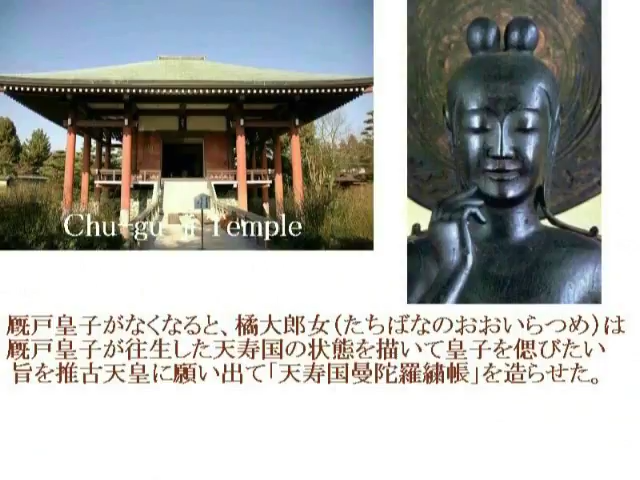 Chu-gu
Temple
厩戸皇子がなくなると、橘大郎女(たちばなのおおいらつめ)は
厩戸皇子が往生した天寿国の状態を描いて皇子を偲びたい
旨を推古天皇に願い出て「天寿国曼陀羅繍帳」を造らせた。